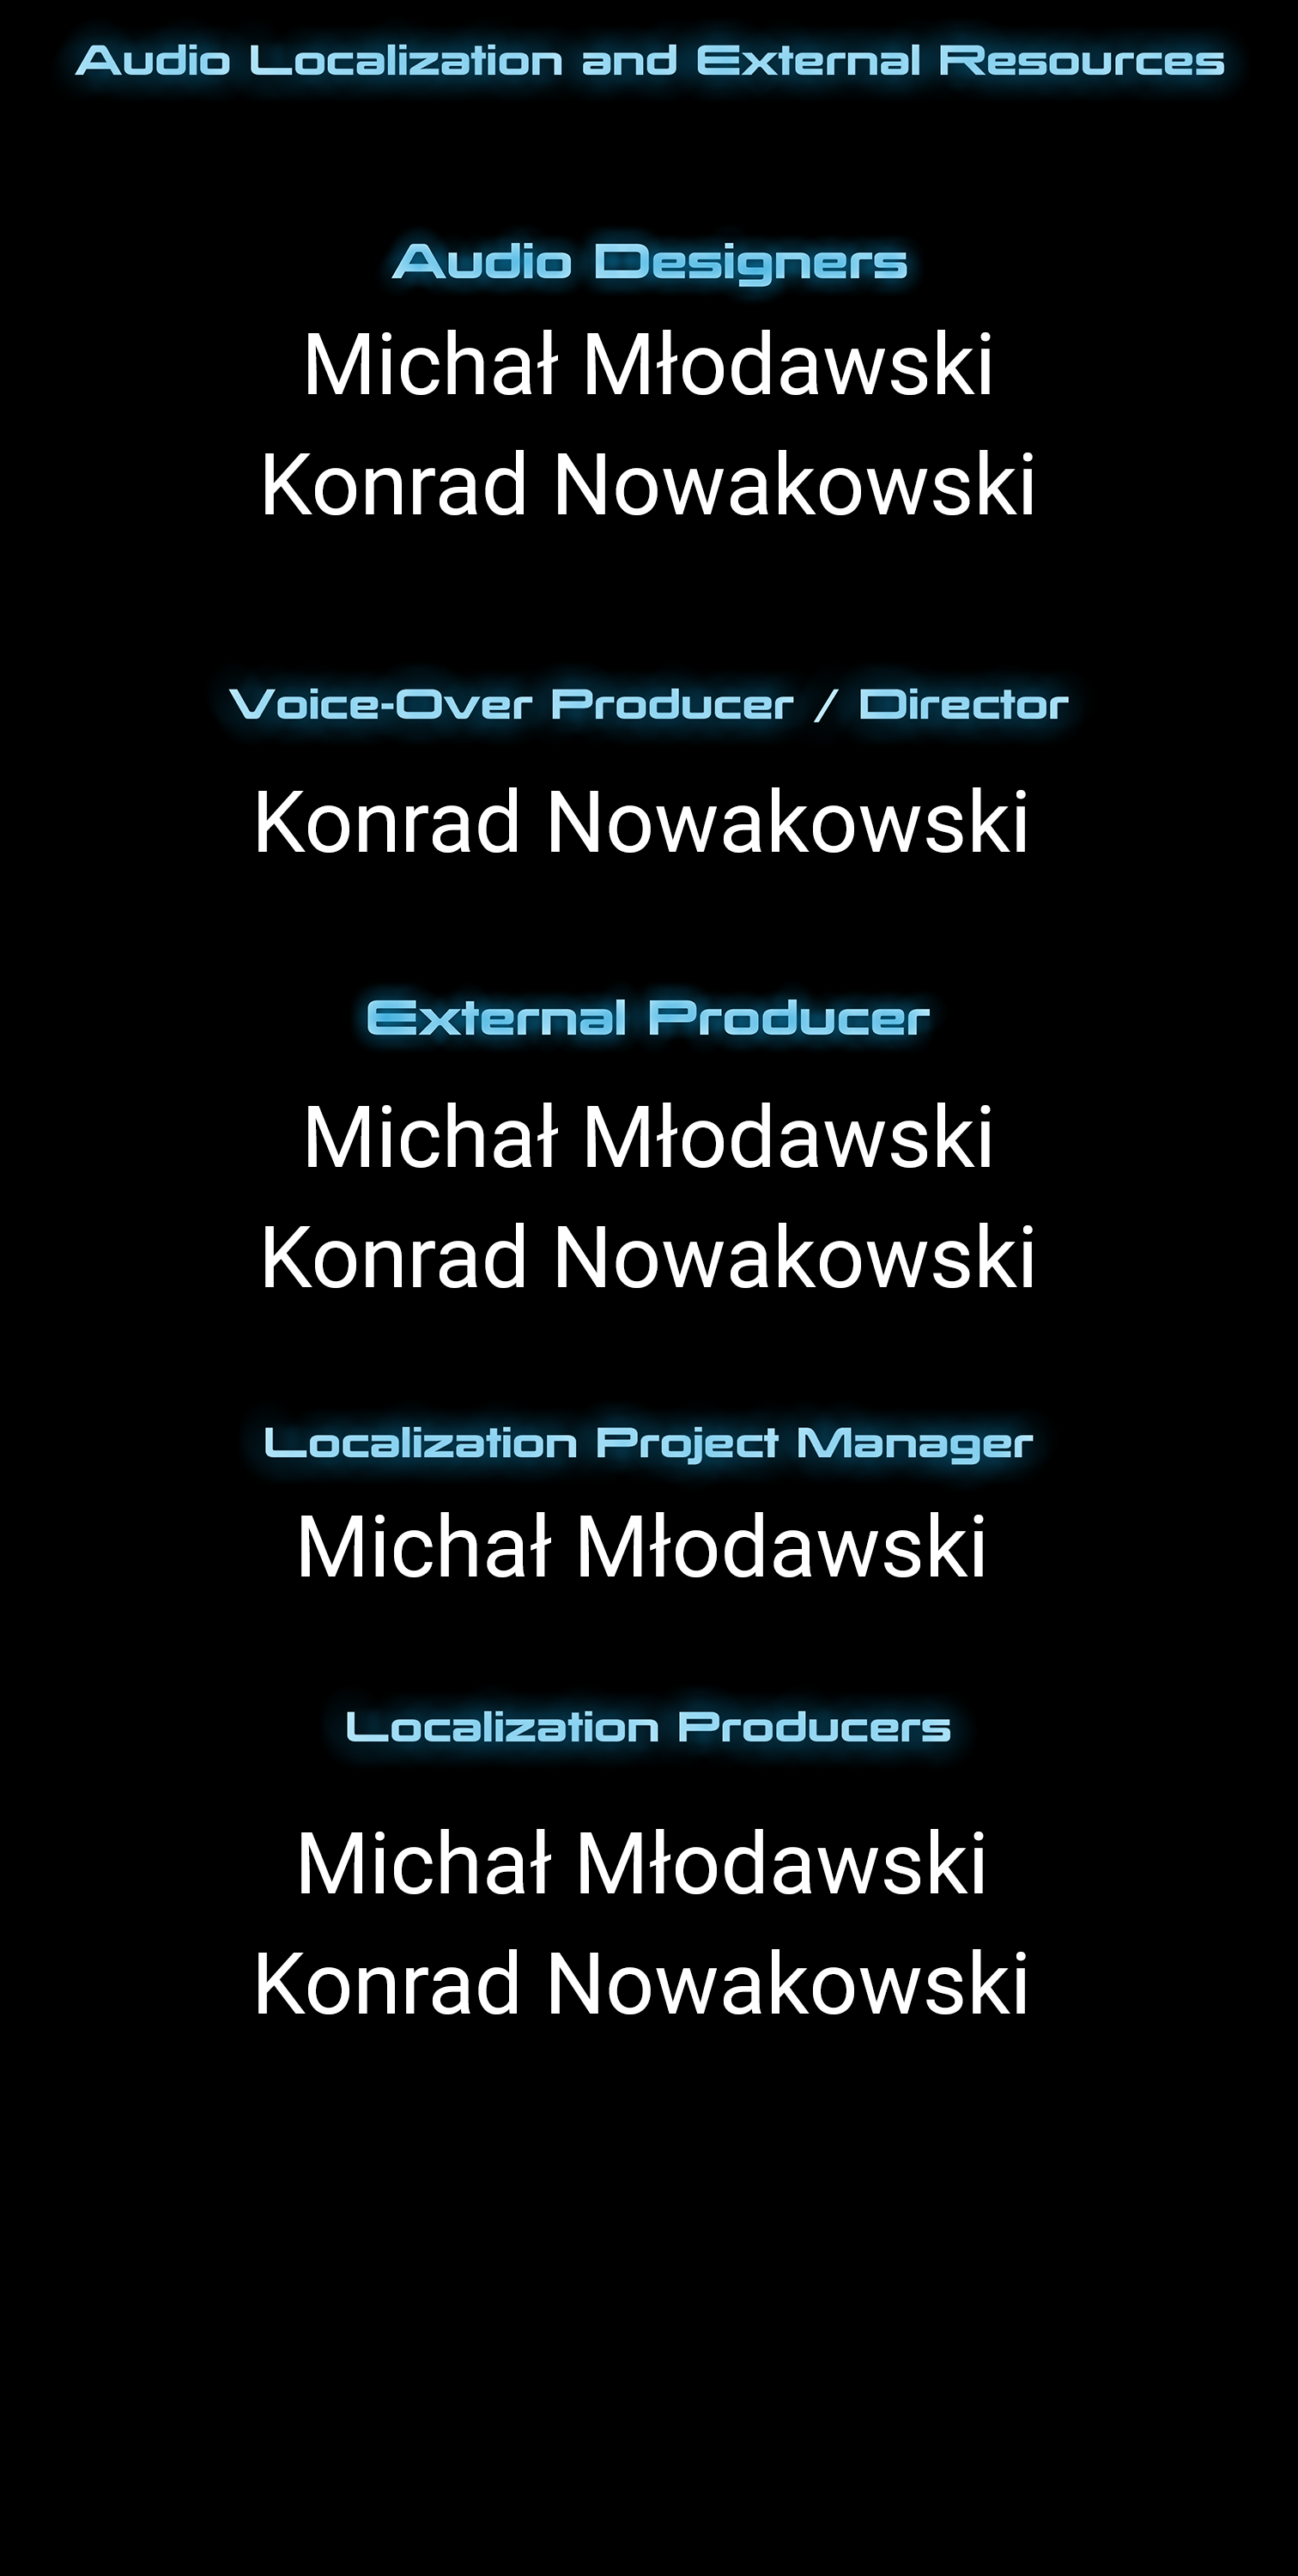 Audio Localization and External Resources
Audio Designers
Michał Młodawski
Konrad Nowakowski
Voice-Over Producer / Director
Konrad Nowakowski
External Producer
Michał Młodawski
Konrad Nowakowski
Localization Project Manager
Michał Młodawski
Localization Producers
Michał Młodawski
Konrad Nowakowski